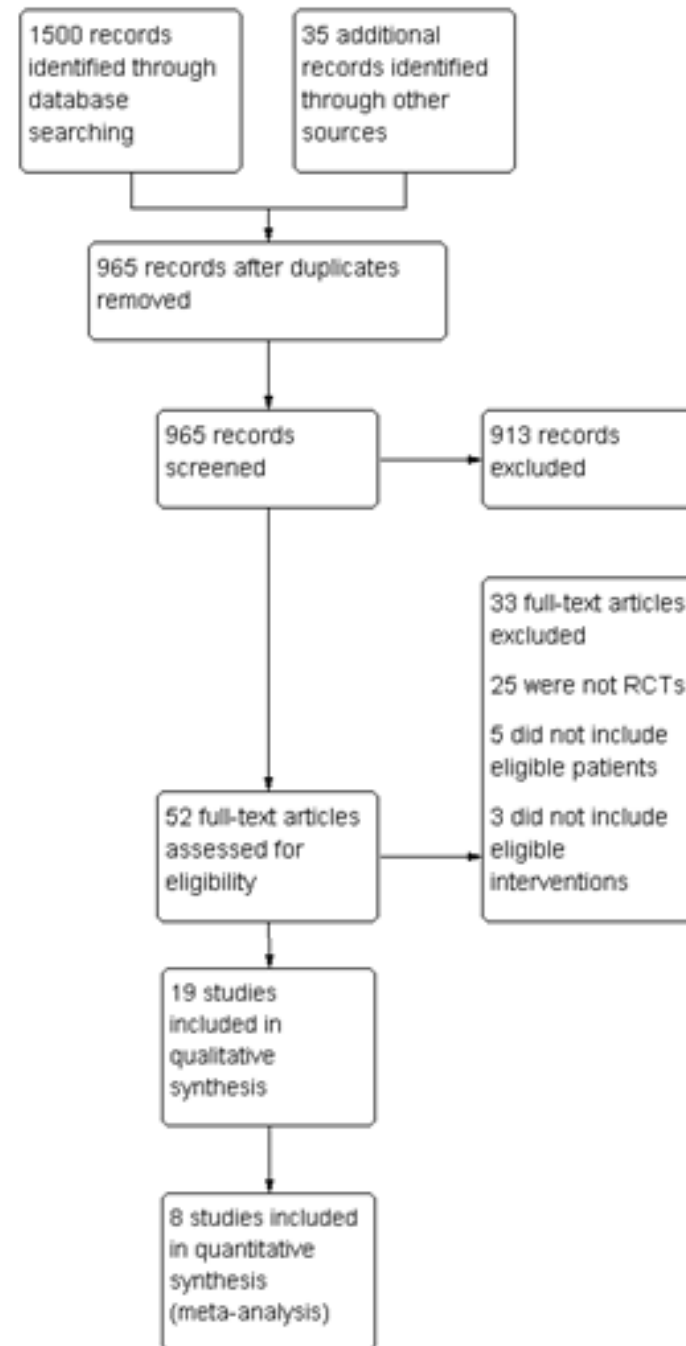 1500 records
identified through
database
searching
35 additional
records identified
through other
sources
965 records after duplicates
removed
965 records
screened
913 records
excluded
33 full-text articles
excluded
25 were not RCTs
5 did not include
eligible patients
3 did not include
eligible
interventions
52 full-text articles
assessed for
eligibility
19 studies
included in
qualitative
synthesis
8 studies included
in quantitative
synthesis
(meta-analysis)